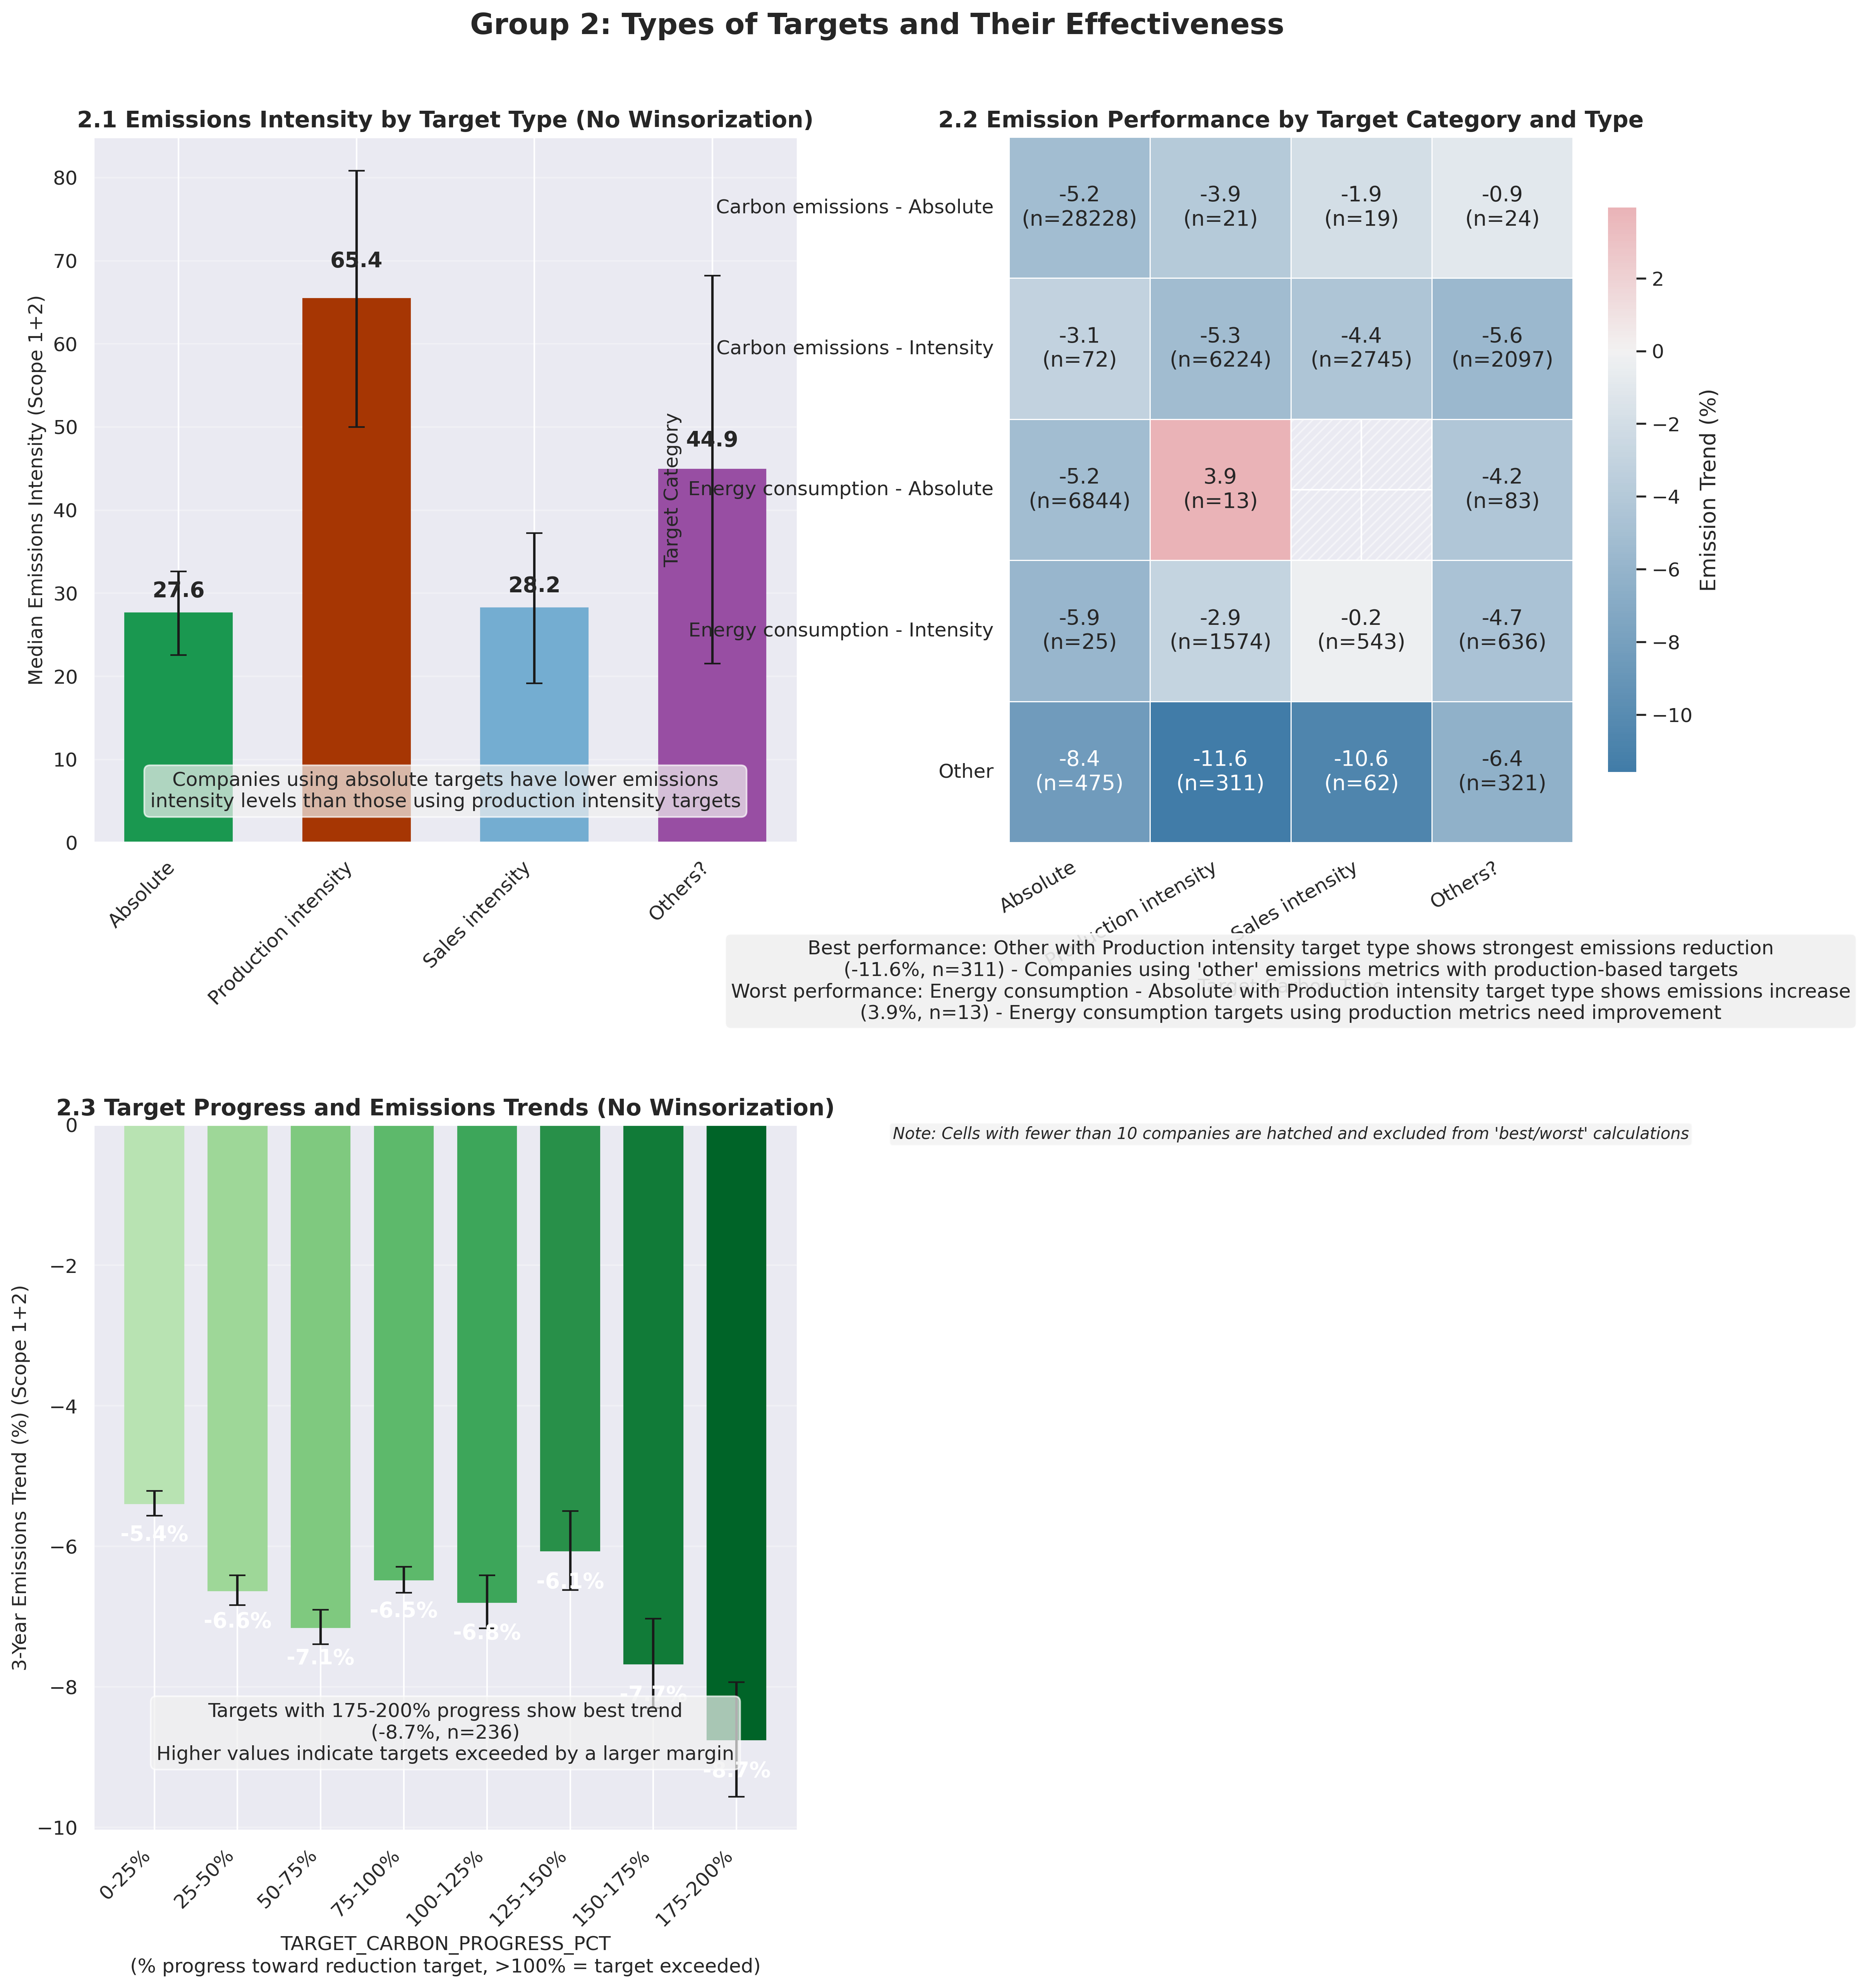 Group 2: Types of Targets and Their Effectiveness
2.1 Emissions Intensity by Target Type (No Winsorization)
Median Emissions Intensity (Scope 1+2)
80
70
60
50
40
30
20
10
0
27.6
65.4
28.2
44.9
Companies using absolute targets have lower emissions
intensity levels than those using production intensity targets
Absolute
Production intensity
Sales intensity
Others?
2.2 Emission Performance by Target Category and Type
Target Category
Carbon emissions - Absolute
-5.2
(n=28228)
-3.9
(n=21)
-1.9
(n=19)
-0.9
(n=24)
Carbon emissions - Intensity
-3.1
(n=72)
-5.3
(n=6224)
-4.4
(n=2745)
-5.6
(n=2097)
Energy consumption - Absolute
-5.2
(n=6844)
3.9
(n=13)
-4.2
(n=83)
Energy consumption - Intensity
-5.9
(n=25)
-2.9
(n=1574)
-0.2
(n=543)
-4.7
(n=636)
Other
-8.4
(n=475)
-11.6
(n=311)
-10.6
(n=62)
-6.4
(n=321)
Absolute
Production intensity
Sales intensity
Others?
2
0
−2
−4
−6
−8
−10
Emission Trend (%)
Best performance: Other with Production intensity target type shows strongest emissions reduction
(-11.6%, n=311) - Companies using 'other' emissions metrics with production-based targets
Worst performance: Energy consumption - Absolute with Production intensity target type shows emissions increase
(3.9%, n=13) - Energy consumption targets using production metrics need improvement
2.3 Target Progress and Emissions Trends (No Winsorization)
3-Year Emissions Trend (%) (Scope 1+2)
0
−2
−4
−6
−8
−10
-5.4%
-6.6%
-7.1%
-6.5%
-6.8%
-6.1%
-7.7%
-8.7%
Targets with 175-200% progress show best trend
(-8.7%, n=236)
Higher values indicate targets exceeded by a larger margin
0-25%
25-50%
50-75%
75-100%
100-125%
125-150%
150-175%
175-200%
TARGET_CARBON_PROGRESS_PCT
(% progress toward reduction target, >100% = target exceeded)
Note: Cells with fewer than 10 companies are hatched and excluded from 'best/worst' calculations